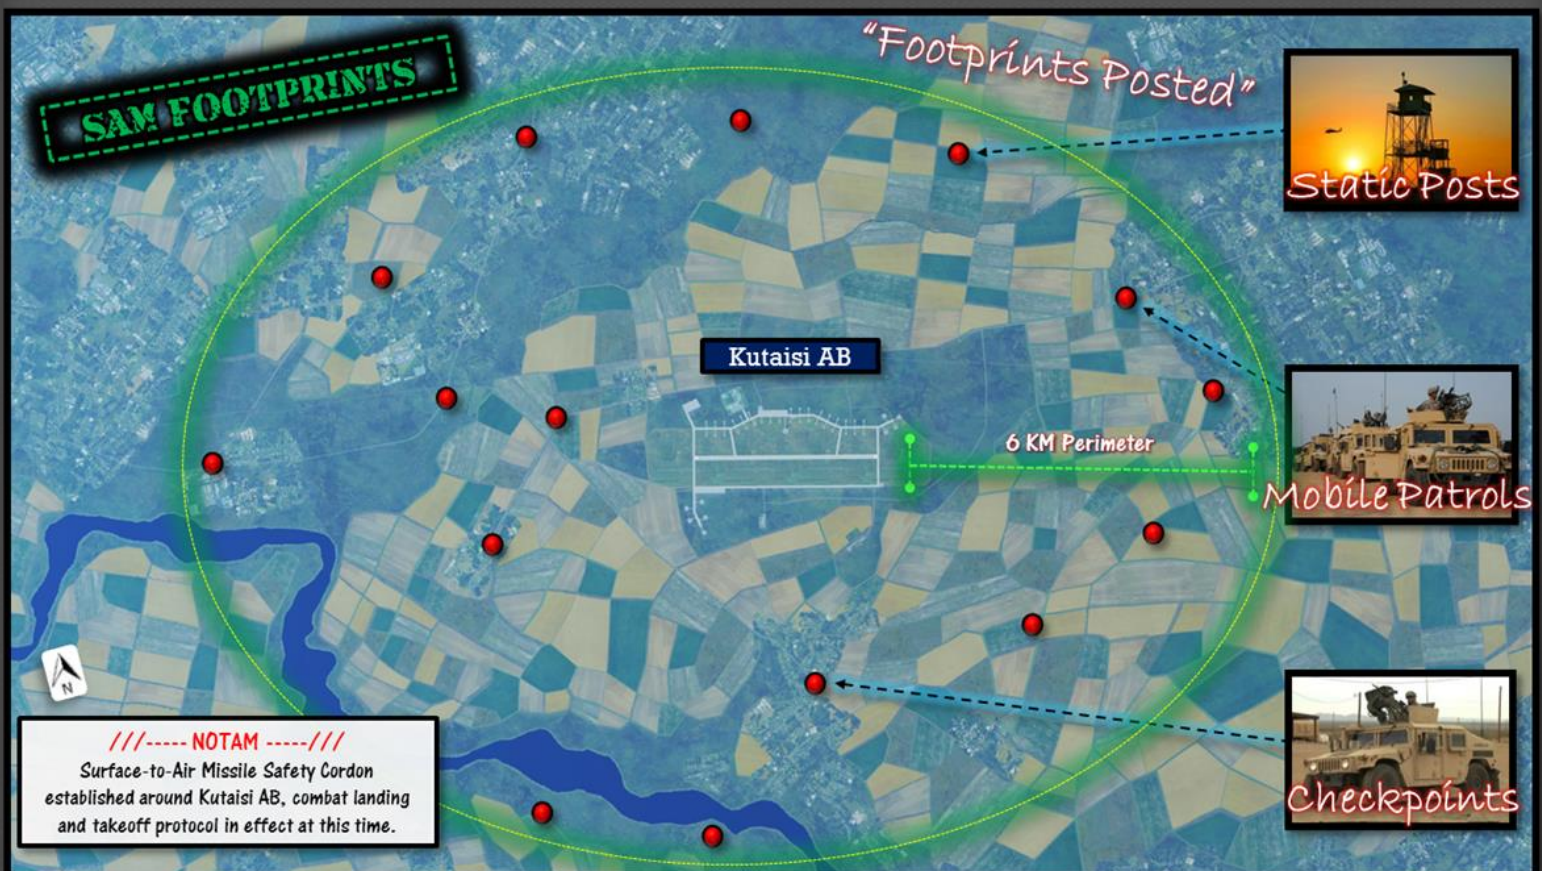 SAM FOOTPRINTS
"Footprints Posted"
Static Posts
Kutaisi AB
6 KM Perimeter
Mobile Patrols
N
///----- NOTAM -----///
Surface-to-Air Missile Safety Cordon
established around Kutaisi AB, combat landing
and takeoff protocol in effect at this time.
Checkpoints